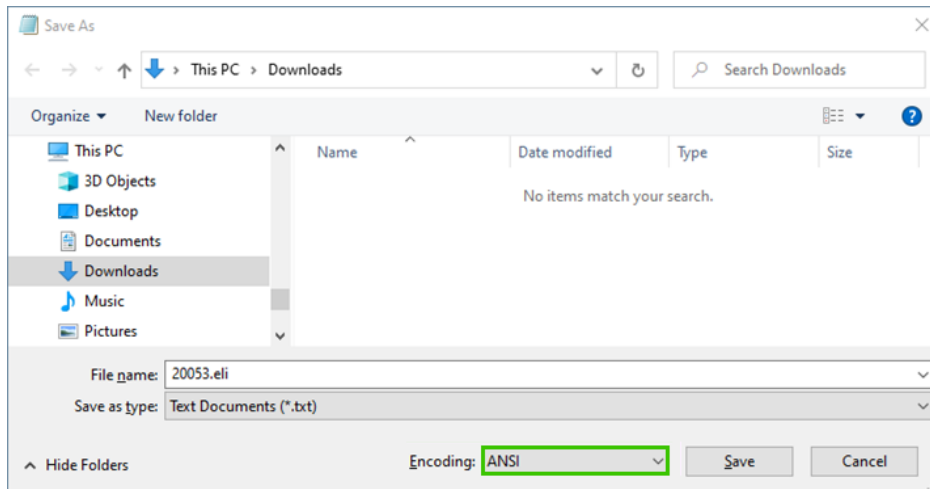 Save As
This PC > Downloads
Search Downloads
Organize
New folder
This PC
3D Objects
Desktop
Documents
Downloads
Music
Pictures
Name
Date modified
Type
Size
No items match your search.
File name: 20053.eli
Save as type: Text Documents (*.txt)
Hide Folders
Encoding: ANSI
Save
Cancel